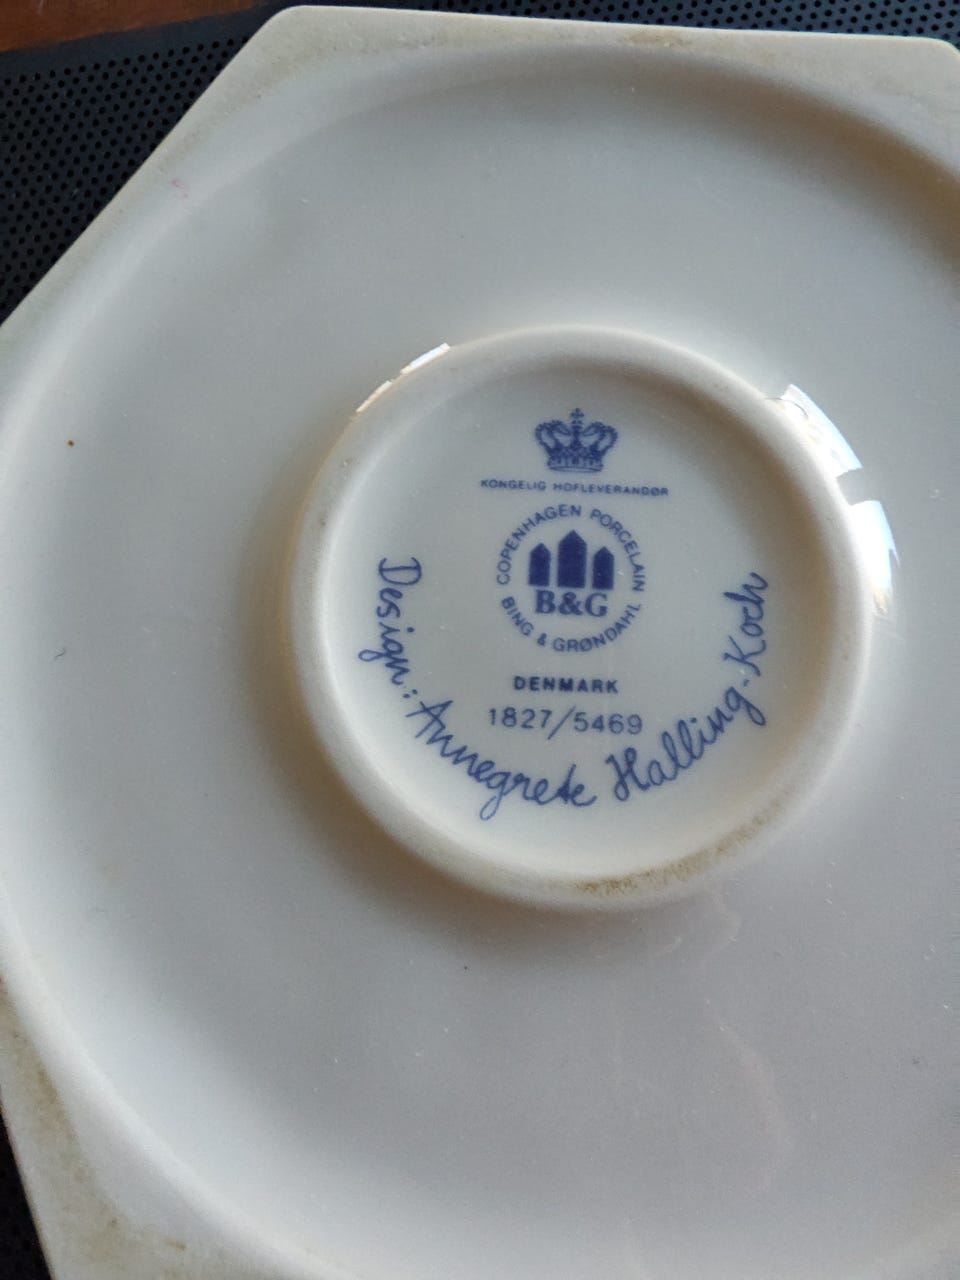 KONGELIG HOFLEVERANDØR
COPENHAGEN PORCELAIN
B&G
BING & GRØNDAHL
DENMARK
1827/5469
Design: Annegrete Halling-Koch